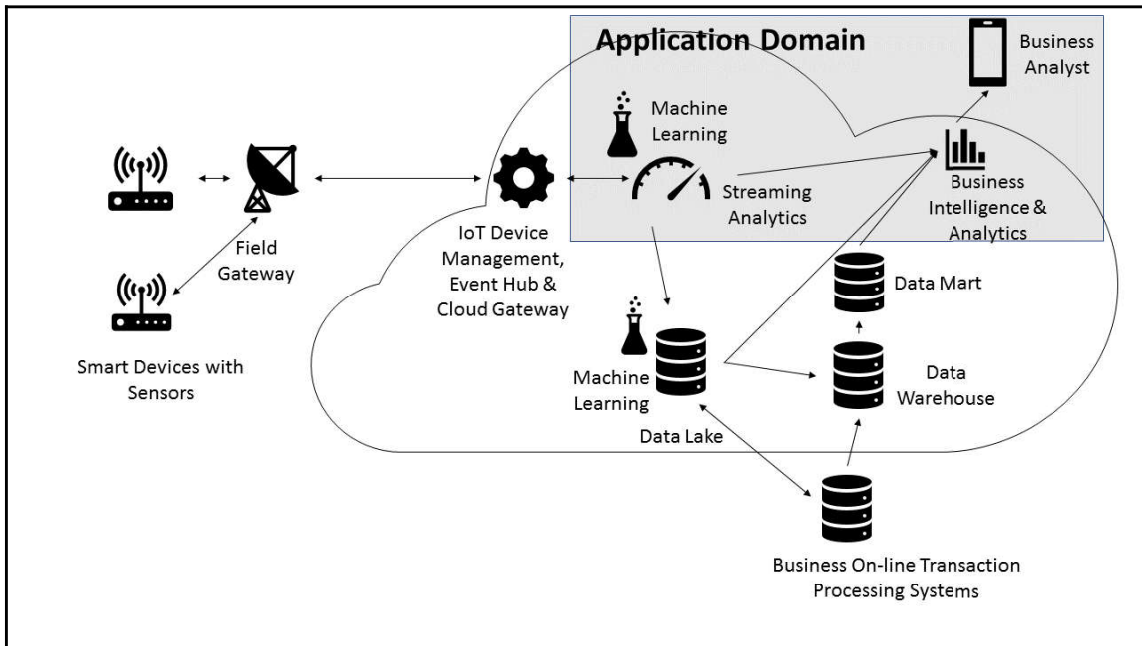 Application Domain
Business
Analyst
Machine
Learning
Streaming
Analytics
Business
Intelligence &
Analytics
Field
Gateway
IoT Device
Management,
Event Hub &
Cloud Gateway
Data Mart
Smart Devices with
Sensors
Machine
Learning
Data Lake
Data
Warehouse
Business On-line Transaction
Processing Systems